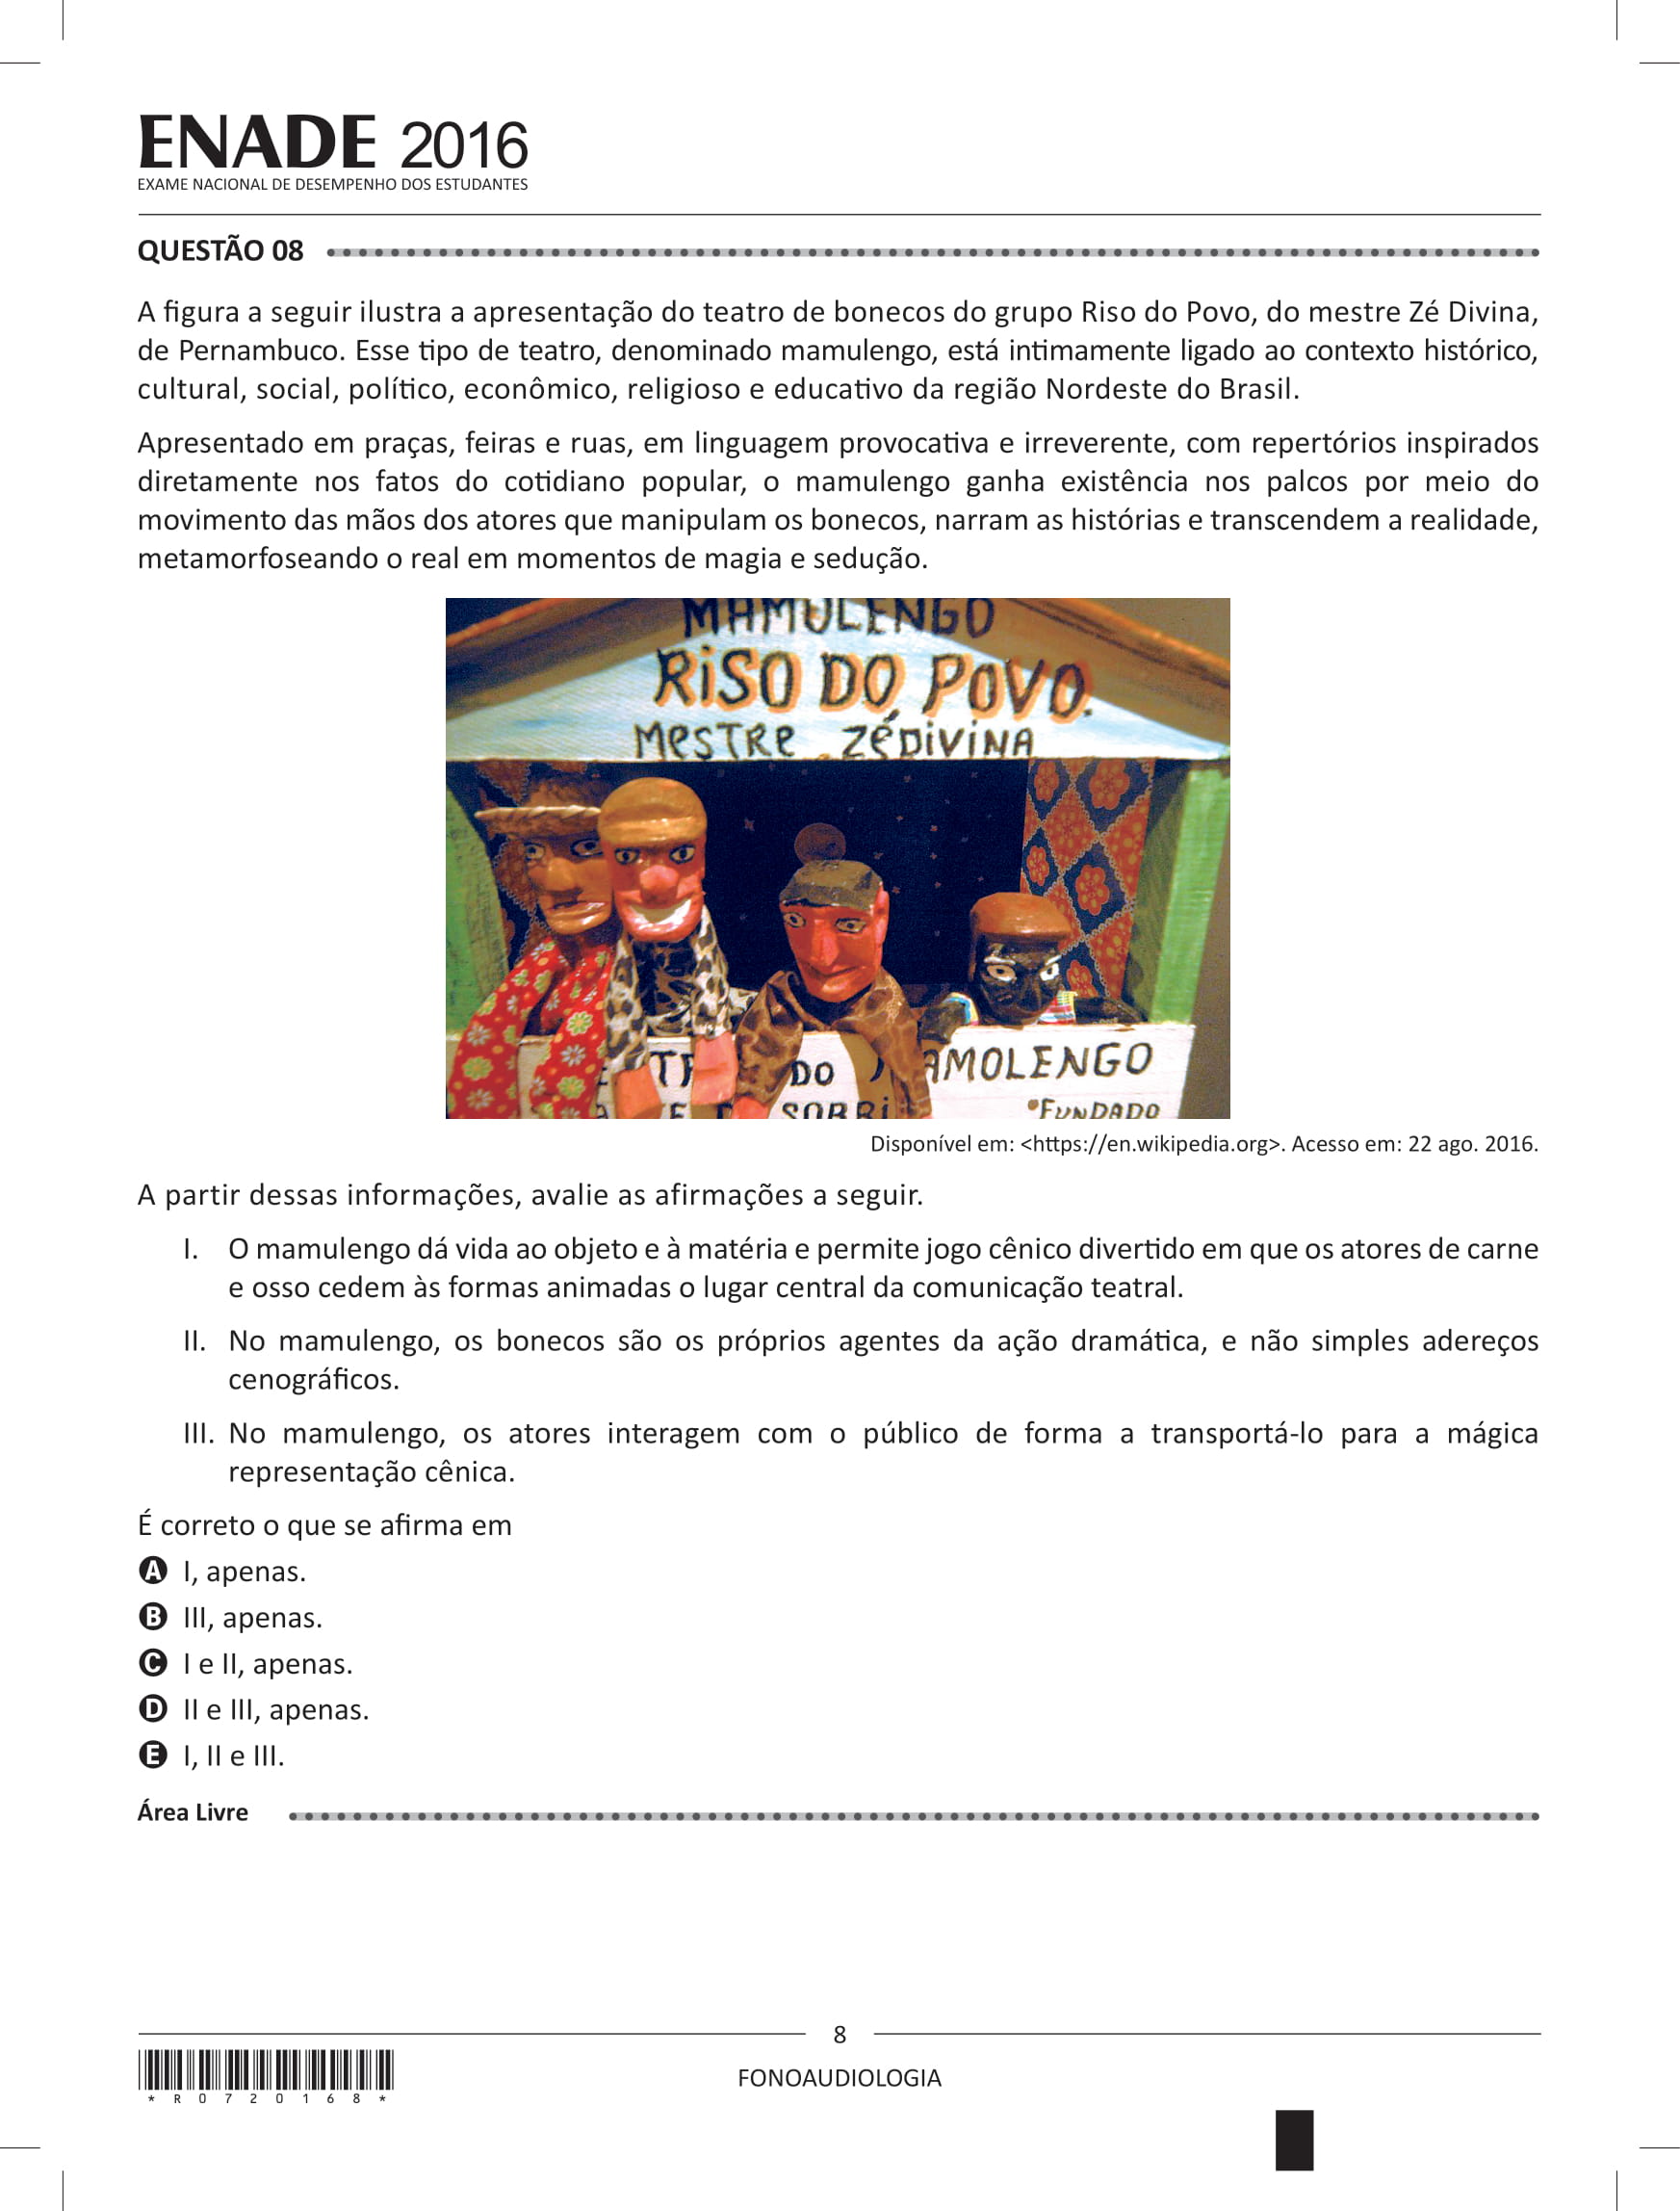 ENADE 2016
EXAME NACIONAL DE DESEMPENHO DOS ESTUDANTES
QUESTÃO 08
A figura a seguir ilustra a apresentação do teatro de bonecos do grupo Riso do Povo, do mestre Zé Divina,
de Pernambuco. Esse tipo de teatro, denominado mamulengo, está intimamente ligado ao contexto histórico,
cultural, social, político, econômico, religioso e educativo da região Nordeste do Brasil.
Apresentado em praças, feiras e ruas, em linguagem provocativa e irreverente, com repertórios inspirados
diretamente nos fatos do cotidiano popular, o mamulengo ganha existência nos palcos por meio do
movimento das mãos dos atores que manipulam os bonecos, narram as histórias e transcendem a realidade,
metamorfoseando o real em momentos de magia e sedução.
MAMULENGO
RiSO DO POVO.
MESTRE ZÉDiViNA
DO AMOLENGO
SORRi FUNDADO
Disponível em: <https://en.wikipedia.org>. Acesso em: 22 ago. 2016.
A partir dessas informações, avalie as afirmações a seguir.
I. O mamulengo dá vida ao objeto e à matéria e permite jogo cênico divertido em que os atores de carne
e osso cedem às formas animadas o lugar central da comunicação teatral.
II. No mamulengo, os bonecos são os próprios agentes da ação dramática, e não simples adereços
cenográficos.
III. No mamulengo, os atores interagem com o público de forma a transportá-lo para a mágica
representação cênica.
É correto o que se afirma em
A I, apenas.
B III, apenas.
C I e II, apenas.
D II e III, apenas.
E I, II e III.
Área Livre
8
FONOAUDIOLOGIA
* R 0 7 2 0 1 6 8 *